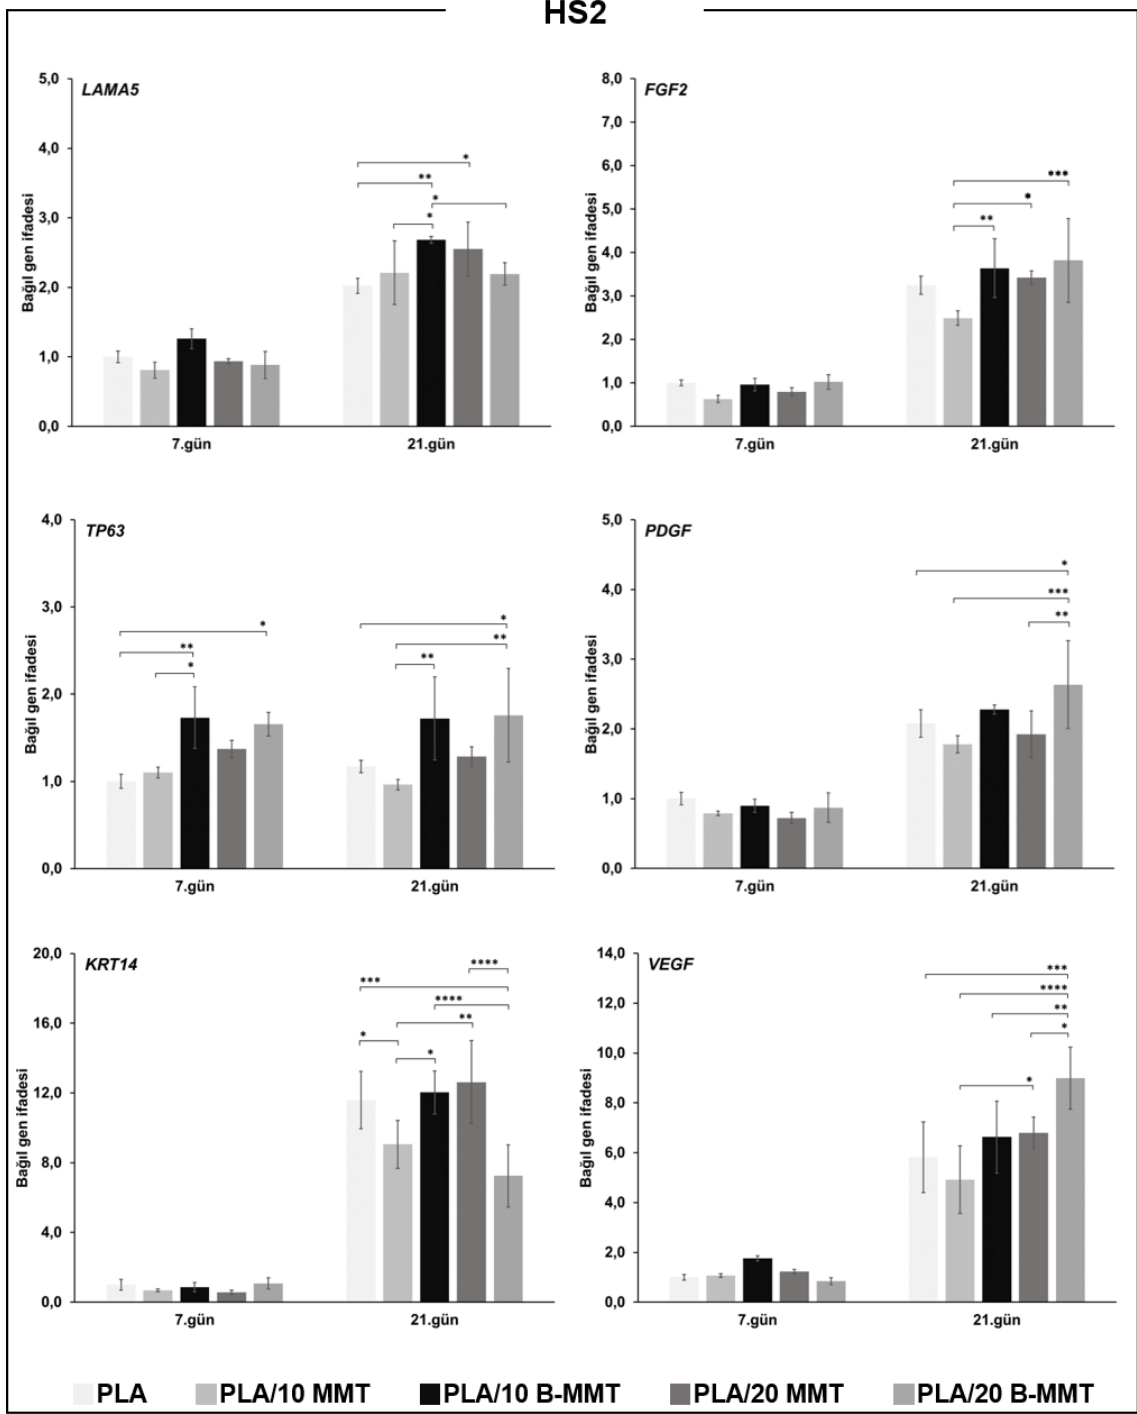 HS2
LAMA5
Bağıl gen ifadesi
5,0
4,0
3,0
2,0
1,0
0,0
*
**
*
*
7.gün
21.gün
FGF2
Bağıl gen ifadesi
8,0
7,0
6,0
5,0
4,0
3,0
2,0
1,0
0,0
***
*
**
7.gün
21.gün
TP63
Bağıl gen ifadesi
4,0
3,0
2,0
1,0
0,0
*
**
*
*
**
**
7.gün
21.gün
PDGF
Bağıl gen ifadesi
5,0
4,0
3,0
2,0
1,0
0,0
*
***
**
7.gün
21.gün
KRT14
Bağıl gen ifadesi
20,0
16,0
12,0
8,0
4,0
0,0
****
***
****
**
*
*
7.gün
21.gün
VEGF
Bağıl gen ifadesi
14,0
12,0
10,0
8,0
6,0
4,0
2,0
0,0
***
****
**
*
*
7.gün
21.gün
PLA PLA/10 MMT PLA/10 B-MMT PLA/20 MMT PLA/20 B-MMT